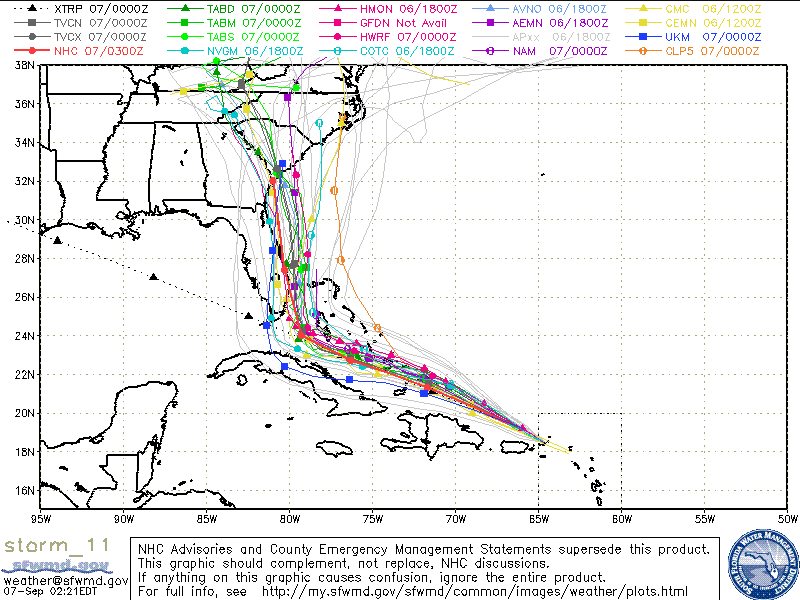 XTRP 07/0000Z TABD 07/0000Z HMON 06/1800Z AVNO 06/1800Z CMC 06/1200Z
TVCN 07/0000Z TABM 07/0000Z GFDN Not Avail AEMN 06/1800Z CEMN 06/1200Z
TVCX 07/0000Z TABS 07/0000Z HWRF 07/0000Z APxx 06/1800Z UKM 07/0000Z
NHC 07/0300Z NVGM 06/1800Z COTC 06/1800Z NAM 07/0000Z CLP5 07/0000Z
38N
36N
34N
32N
30N
28N
26N
24N
22N
20N
18N
16N
95W 90W 85W 80W 75W 70W 65W 60W 55W 50W
storm_11
sfwmd.gov
weather@sfwmd.gov
07-Sep 02:21EDT
NHC Advisories and County Emergency Management Statements supersede this product.
This graphic should complement, not replace, NHC discussions.
If anything on this graphic causes confusion, ignore the entire product.
For full info, see http://my.sfwmd.gov/sfwmd/common/images/weather/plots.html